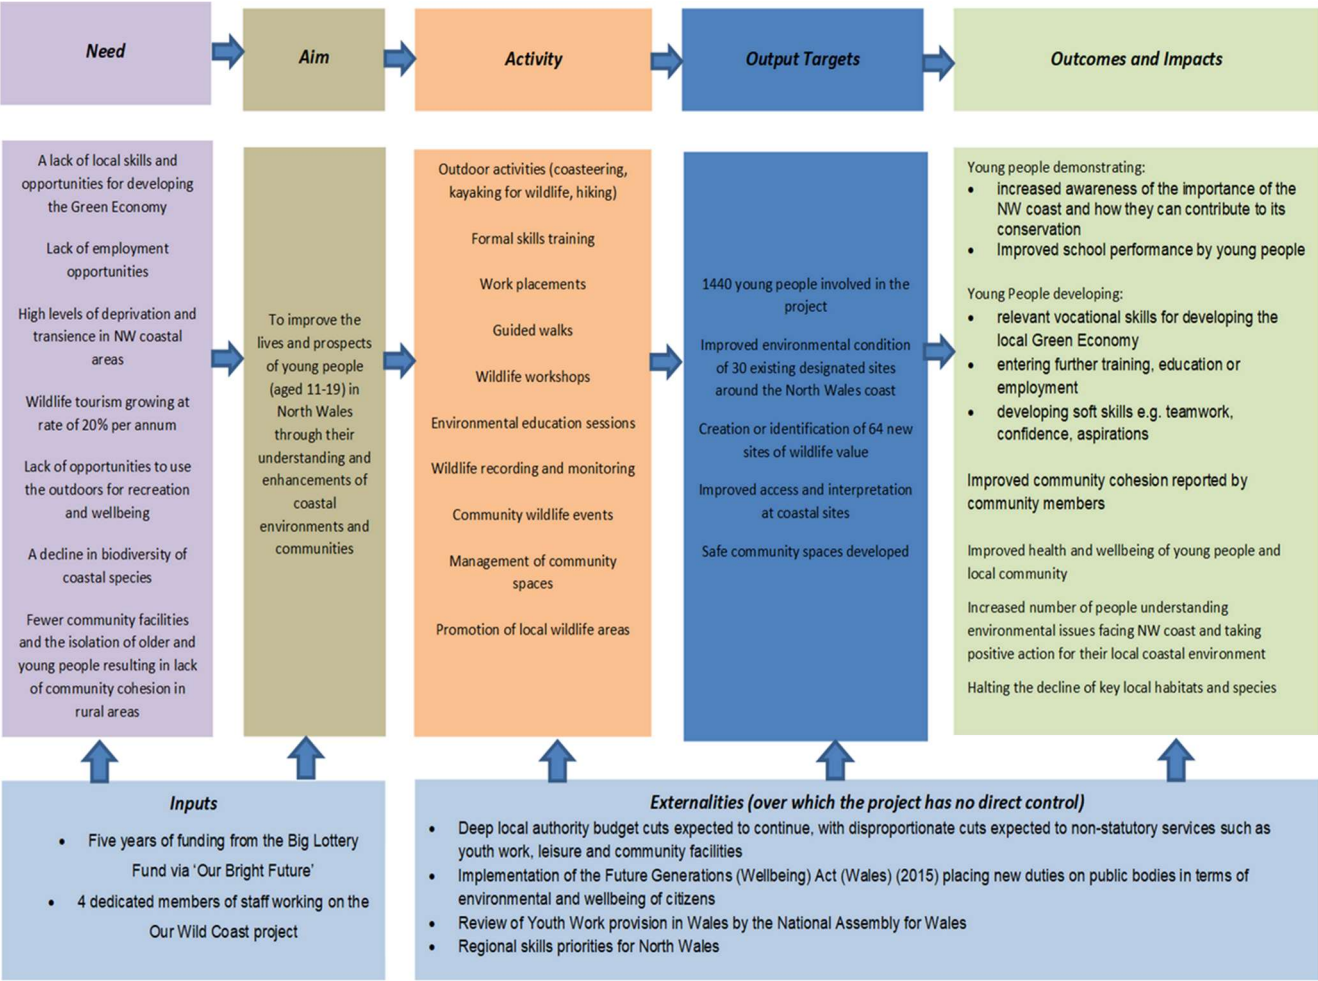 Need
Aim
Activity
Output Targets
Outcomes and Impacts
A lack of local skills and
opportunities for developing
the Green Economy
Lack of employment
opportunities
High levels of deprivation and
transience in NW coastal
areas
Wildlife tourism growing at
rate of 20% per annum
Lack of opportunities to use
the outdoors for recreation
and wellbeing
A decline in biodiversity of
coastal species
Fewer community facilities
and the isolation of older and
young people resulting in lack
of community cohesion in
rural areas
To improve the
lives and prospects
of young people
(aged 11-19) in
North Wales
through their
understanding and
enhancements of
coastal
environments and
communities
Outdoor activities (coasteering,
kayaking for wildlife, hiking)
Formal skills training
Work placements
Guided walks
Wildlife workshops
Environmental education sessions
Wildlife recording and monitoring
Community wildlife events
Management of community
spaces
Promotion of local wildlife areas
1440 young people involved in the
project
Improved environmental condition
of 30 existing designated sites
around the North Wales coast
Creation or identification of 64 new
sites of wildlife value
Improved access and interpretation
at coastal sites
Safe community spaces developed
Young people demonstrating:
• increased awareness of the importance of the
NW coast and how they can contribute to its
conservation
• Improved school performance by young people
Young People developing:
• relevant vocational skills for developing the
local Green Economy
• entering further training, education or
employment
• developing soft skills e.g. teamwork,
confidence, aspirations
Improved community cohesion reported by
community members
Improved health and wellbeing of young people and
local community
Increased number of people understanding
environmental issues facing NW coast and taking
positive action for their local coastal environment
Halting the decline of key local habitats and species
Inputs
• Five years of funding from the Big Lottery
Fund via ‘Our Bright Future’
• 4 dedicated members of staff working on the
Our Wild Coast project
Externalities (over which the project has no direct control)
• Deep local authority budget cuts expected to continue, with disproportionate cuts expected to non-statutory services such as
youth work, leisure and community facilities
• Implementation of the Future Generations (Wellbeing) Act (Wales) (2015) placing new duties on public bodies in terms of
environmental and wellbeing of citizens
• Review of Youth Work provision in Wales by the National Assembly for Wales
• Regional skills priorities for North Wales